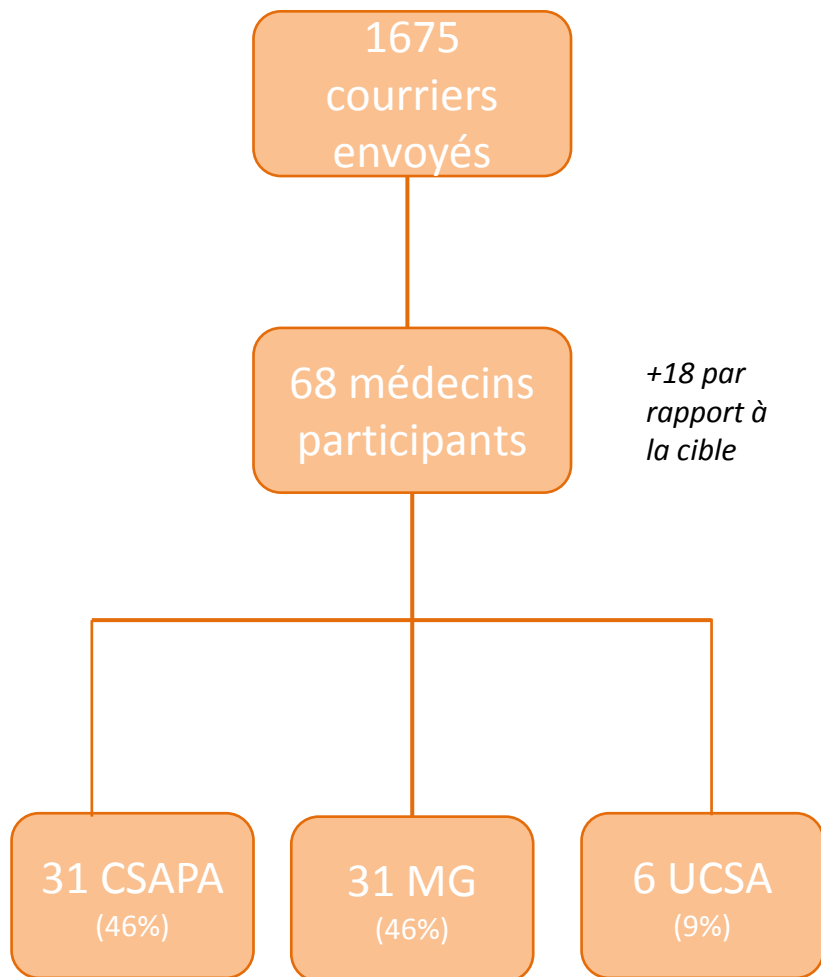 1675
courriers
envoyés
68 médecins
participants
+18 par
rapport à
la cible
31 CSAPA
(46%)
31 MG
(46%)
6 UCSA
(9%)